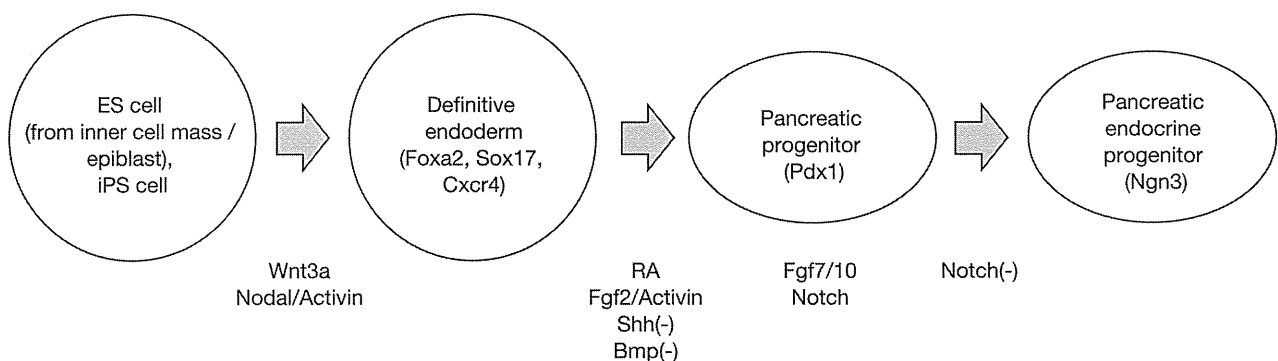 ES cell
(from inner cell mass /
epiblast),
iPS cell
Definitive
endoderm
(Foxa2, Sox17,
Cxcr4)
Pancreatic
progenitor
(Pdx1)
Pancreatic
endocrine
progenitor
(Ngn3)
Wnt3a
Nodal/Activin
RA
Fgf2/Activin
Shh(-)
Bmp(-)
Fgf7/10
Notch
Notch(-)